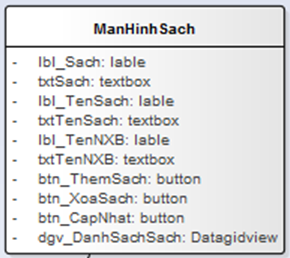 ManHinhSach
- lbl_Sach: lable
- txtSach: textbox
- lbl_TenSach: lable
- txtTenSach: textbox
- lbl_TenNXB: lable
- txtTenNXB: textbox
- btn_ThemSach: button
- btn_XoaSach: button
- btn_CapNhat: button
- dgv_DanhSachSach: Datagidview